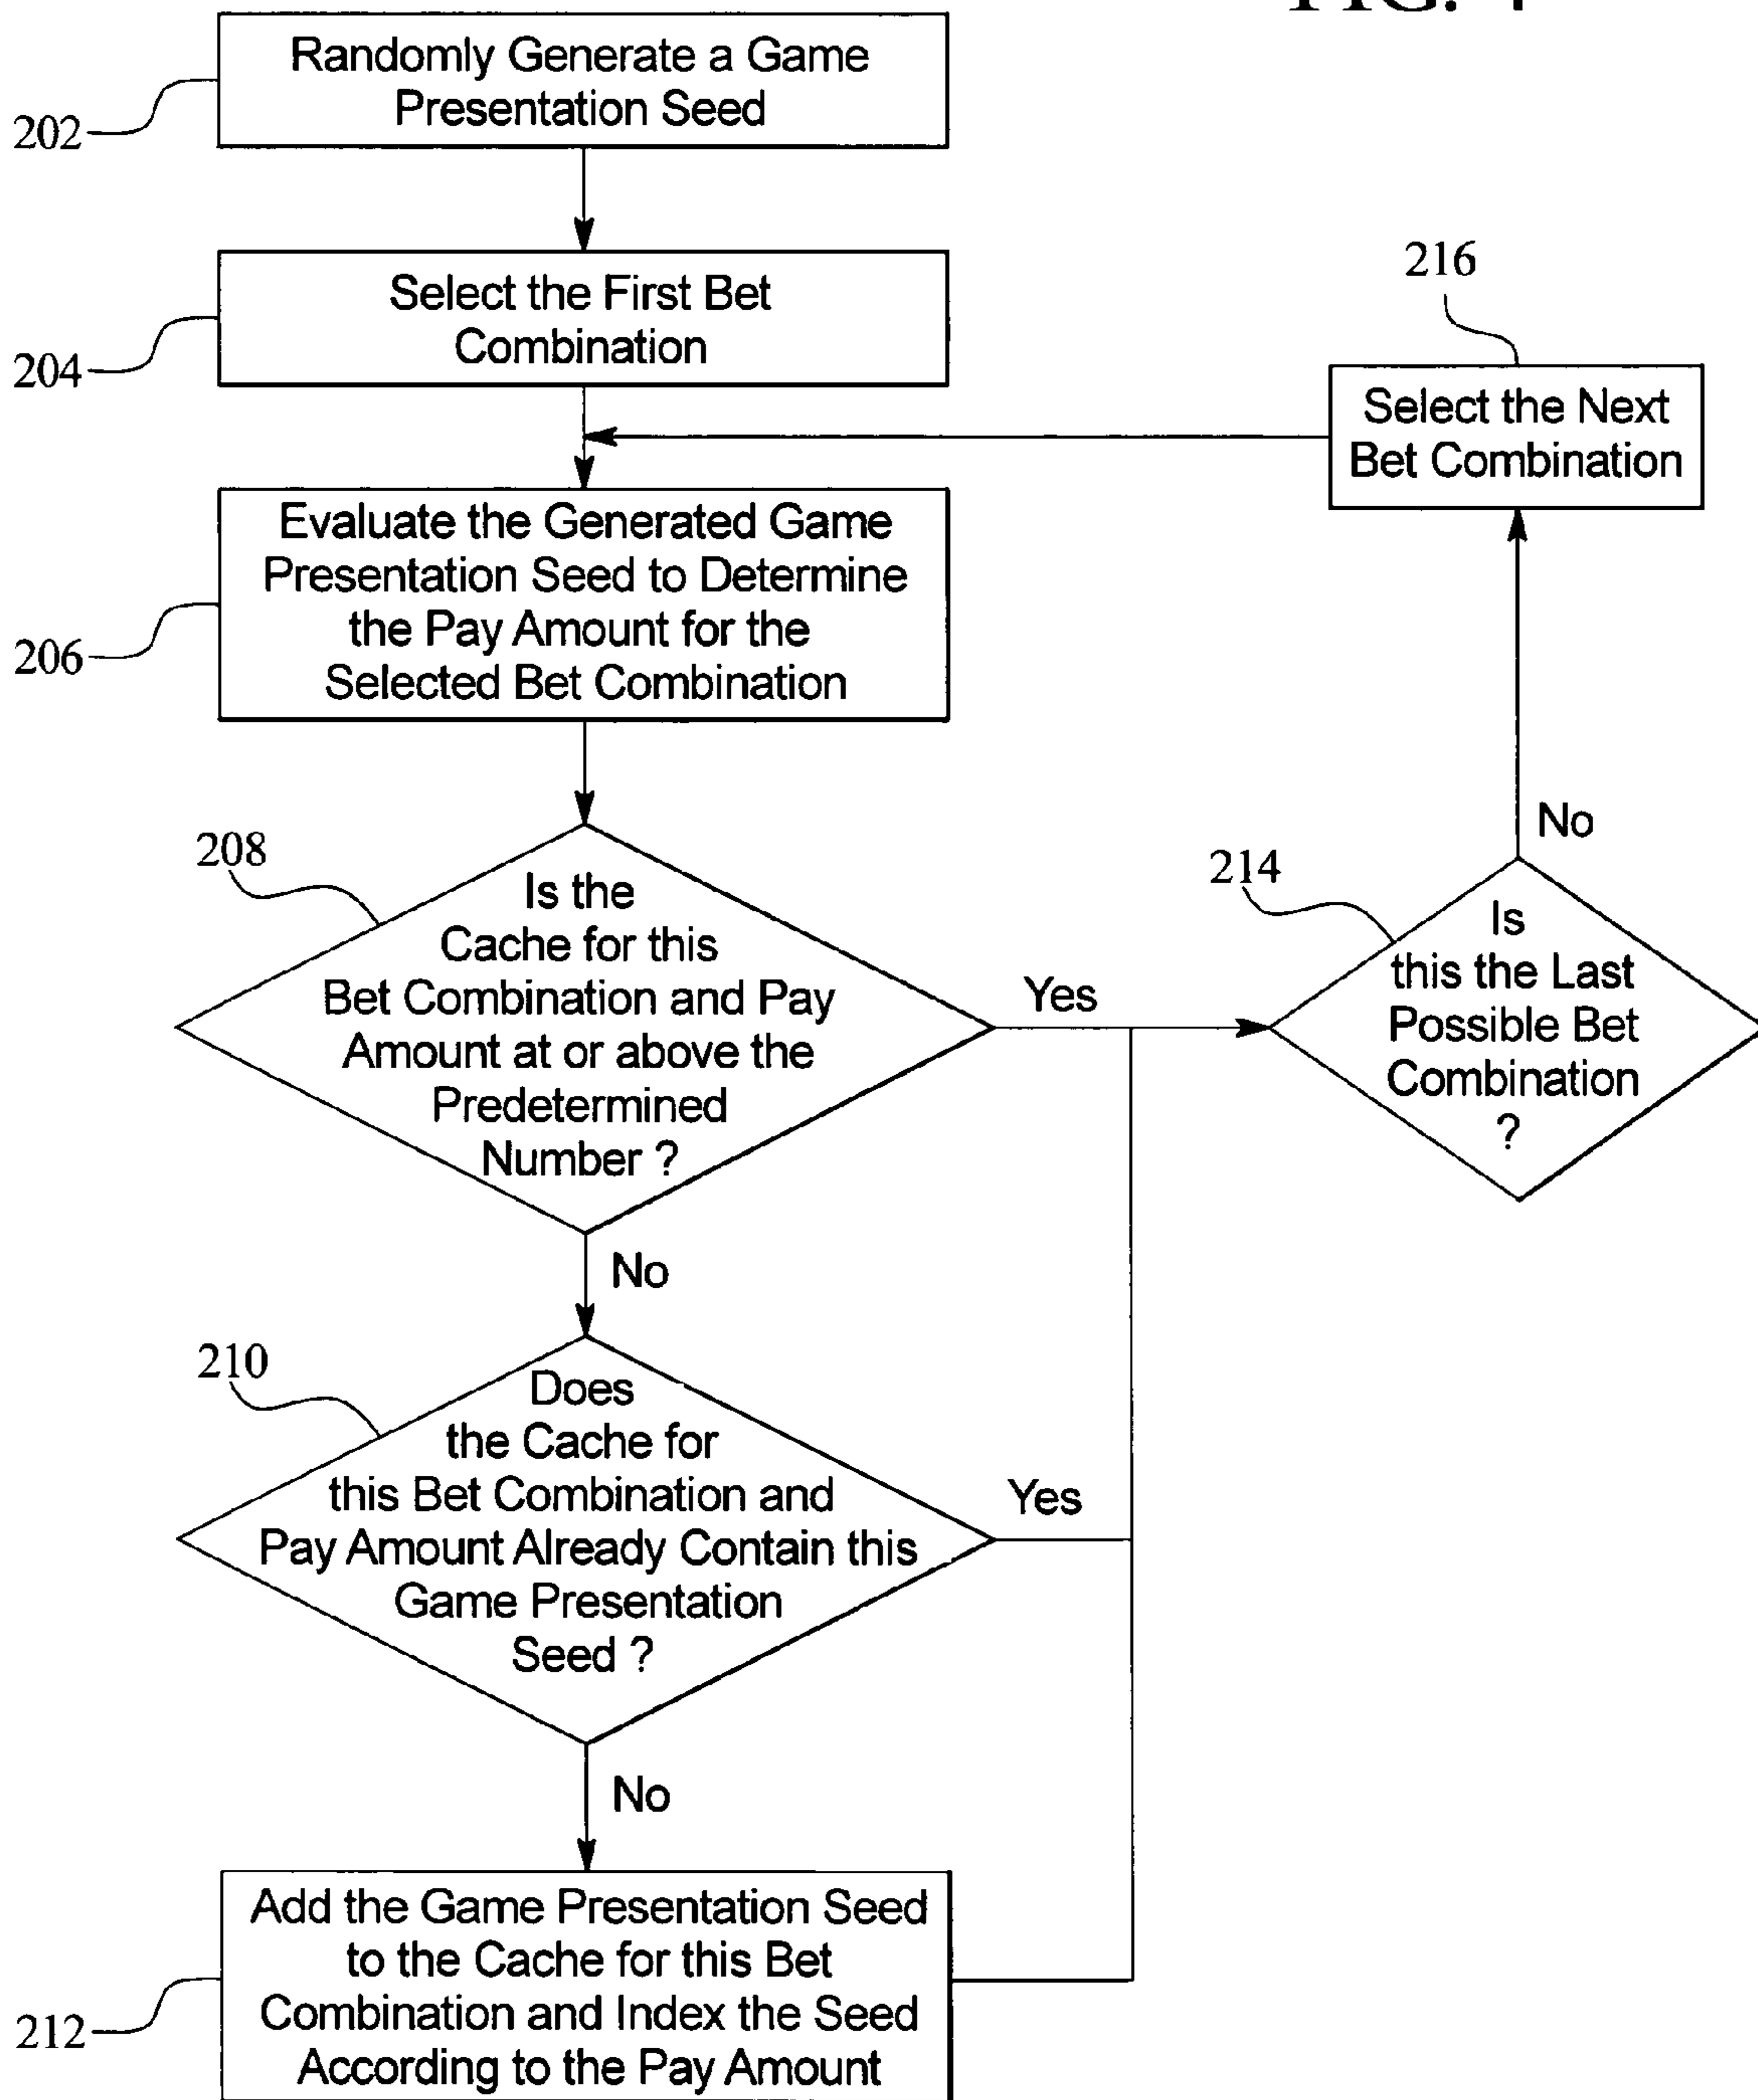 Randomly Generate a Game
Presentation Seed
202
Select the First Bet
Combination
204
216
Select the Next
Bet Combination
Evaluate the Generated Game
Presentation Seed to Determine
the Pay Amount for the
Selected Bet Combination
206
No
208
Is the
Cache for this
Bet Combination and Pay
Amount at or above the
Predetermined
Number ?
Yes
214
Is
this the Last
Possible Bet
Combination
?
No
210
Does
the Cache for
this Bet Combination and
Pay Amount Already Contain this
Game Presentation
Seed ?
Yes
No
Add the Game Presentation Seed
to the Cache for this Bet
Combination and Index the Seed
According to the Pay Amount
212